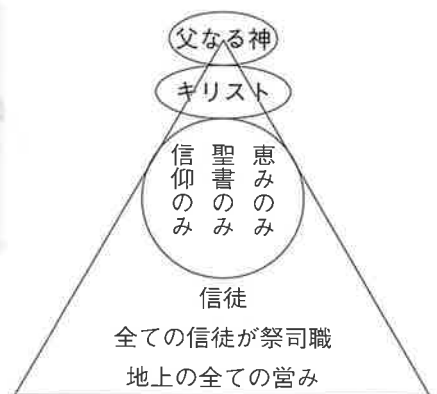 父なる神
キリスト
恵みのみ
聖書のみ
信仰のみ
信徒
全ての信徒が祭司職
地上の全ての営み